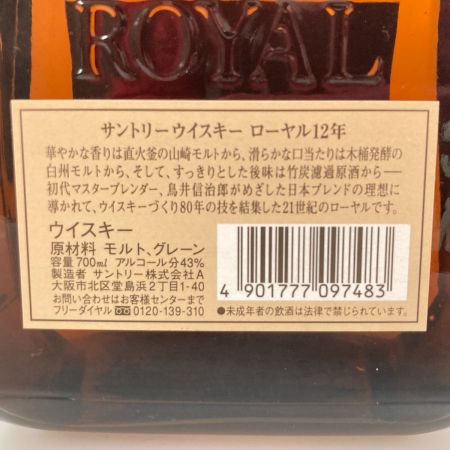 ROYAL
サントリーウイスキー ローヤル12年
華やかな香りは直火釜の山崎モルトから、滑らかな口当たりは木桶発酵の
白州モルトから、そして、すっきりとした後味は竹炭濾過原酒から――
初代マスターブレンダー、鳥井信治郎がめざした日本ブレンドの理想に
導かれて、ウイスキーづくり80年の技を結集した21世紀のローヤルです。
ウイスキー
原材料 モルト、グレーン
容量 700ml アルコール分43%
製造者 サントリー株式会社A
大阪市北区堂島浜2丁目1-40
お問い合わせはお客様センターまで
フリーダイヤル 0120-139-310
4 901777 097483
●未成年者の飲酒は法律で禁じられています。